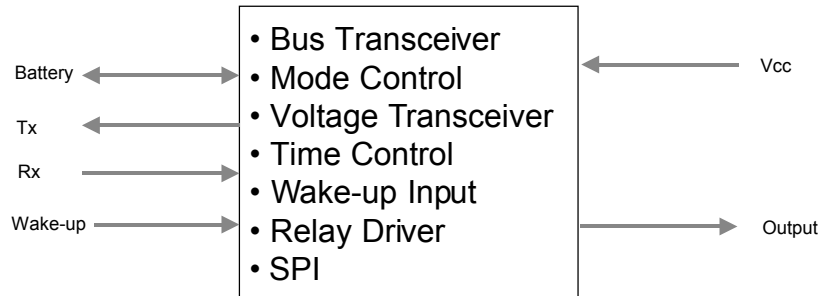 • Bus Transceiver
• Mode Control
• Voltage Transceiver
• Time Control
• Wake-up Input
• Relay Driver
• SPI
Battery
Tx
Rx
Wake-up
Vcc
Output